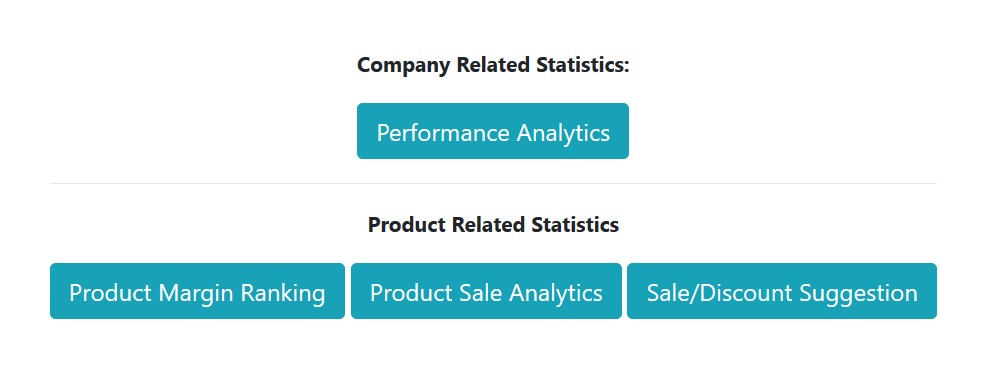 Company Related Statistics:
Performance Analytics
Product Related Statistics
Product Margin Ranking Product Sale Analytics Sale/Discount Suggestion